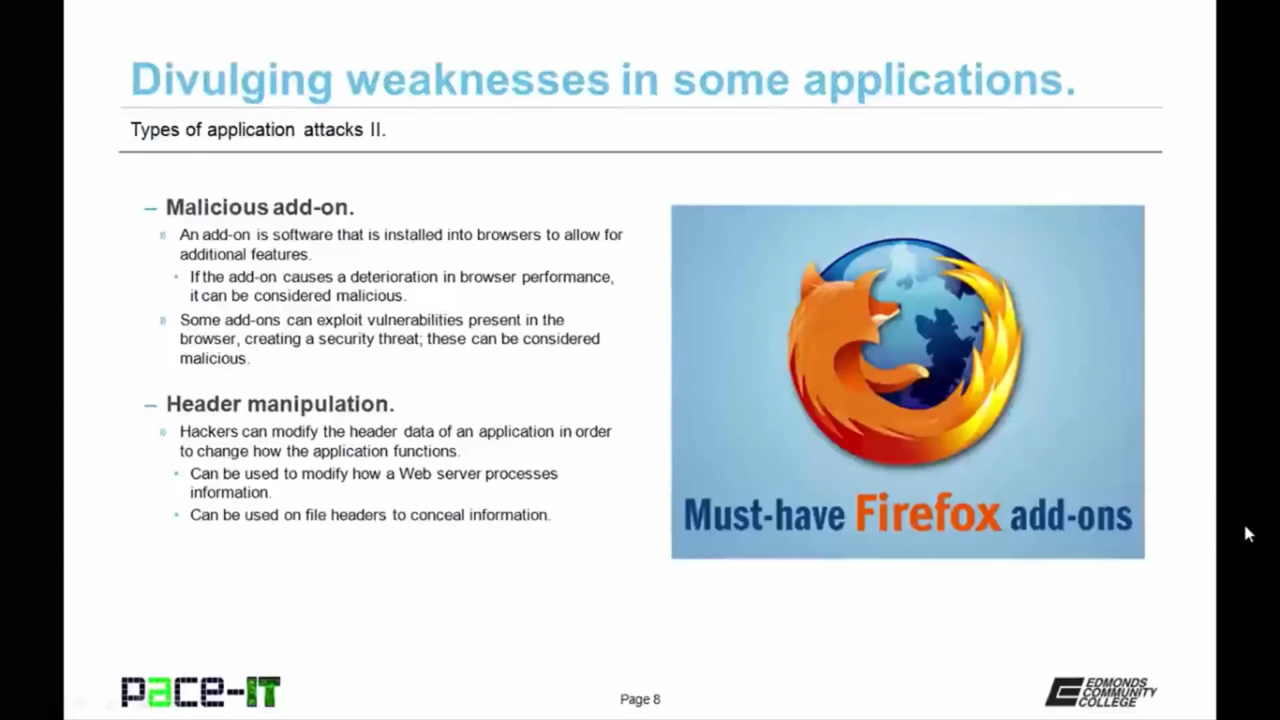 Divulging weaknesses in some applications.
Types of application attacks II.
– Malicious add-on.
» An add-on is software that is installed into browsers to allow for
additional features.
• If the add-on causes a deterioration in browser performance,
it can be considered malicious.
» Some add-ons can exploit vulnerabilities present in the
browser, creating a security threat; these can be considered
malicious.
– Header manipulation.
» Hackers can modify the header data of an application in order
to change how the application functions.
• Can be used to modify how a Web server processes
information.
• Can be used on file headers to conceal information.
Must-have Firefox add-ons
pace-IT
Page 8
EDMONDS
COMMUNITY
COLLEGE